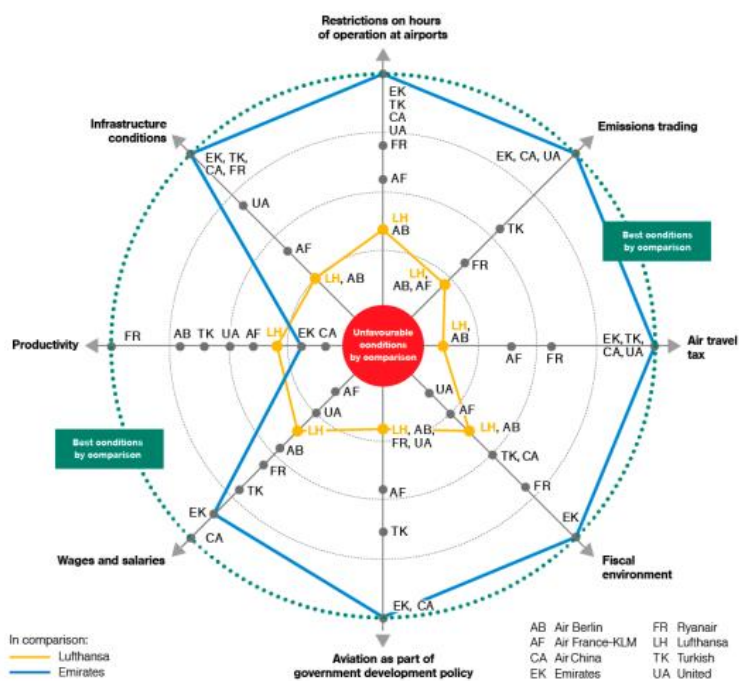 Restrictions on hours
of operation at airports
EK
TK
CA
UA
FR
AF
LH
AB
Infrastructure
conditions
EK, TK,
CA, FR
UA
AF
LH, AB
Emissions trading
EK, CA, UA
TK
FR
LH,
AB, AF
Best conditions
by comparison
Productivity
FR
AB
TK
UA
AF
LH
EK
CA
Unfavourable
conditions
by comparison
LH,
AB
AF
FR
EK, TK,
CA, UA
Air travel
tax
AF
UA
LH
AB
FR
TK
EK
CA
Best conditions
by comparison
Wages and salaries
LH, AB,
FR, UA
AF
TK
EK, CA
UA
AF
LH, AB
TK, CA
FR
EK
Fiscal
environment
Aviation as part of
government development policy
In comparison:
Lufthansa
Emirates
AB Air Berlin
AF Air France-KLM
CA Air China
EK Emirates
FR Ryanair
LH Lufthansa
TK Turkish
UA United